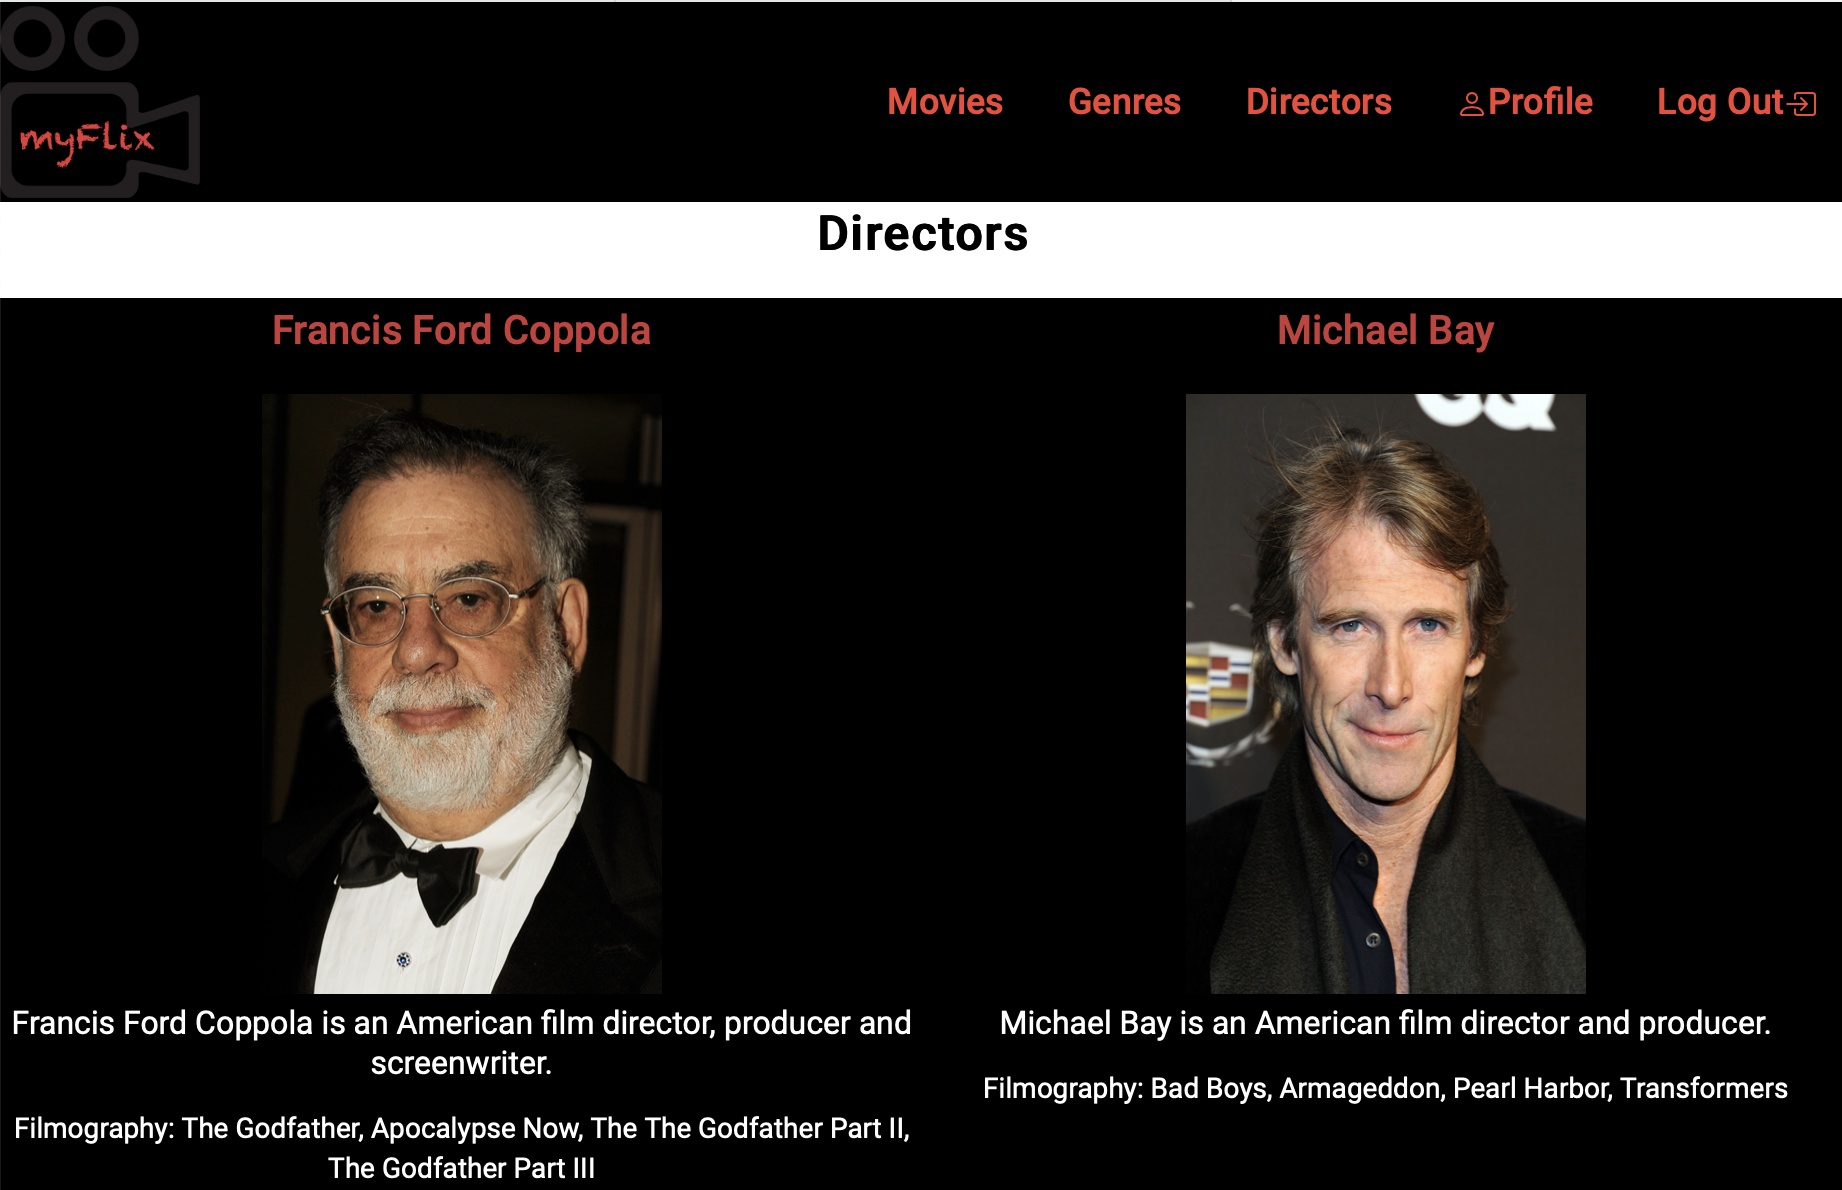 myFlix
Movies Genres Directors Profile Log Out
Directors
Francis Ford Coppola
Michael Bay
GQ
Francis Ford Coppola is an American film director, producer and
screenwriter.
Filmography: The Godfather, Apocalypse Now, The The Godfather Part II,
The Godfather Part III
Michael Bay is an American film director and producer.
Filmography: Bad Boys, Armageddon, Pearl Harbor, Transformers